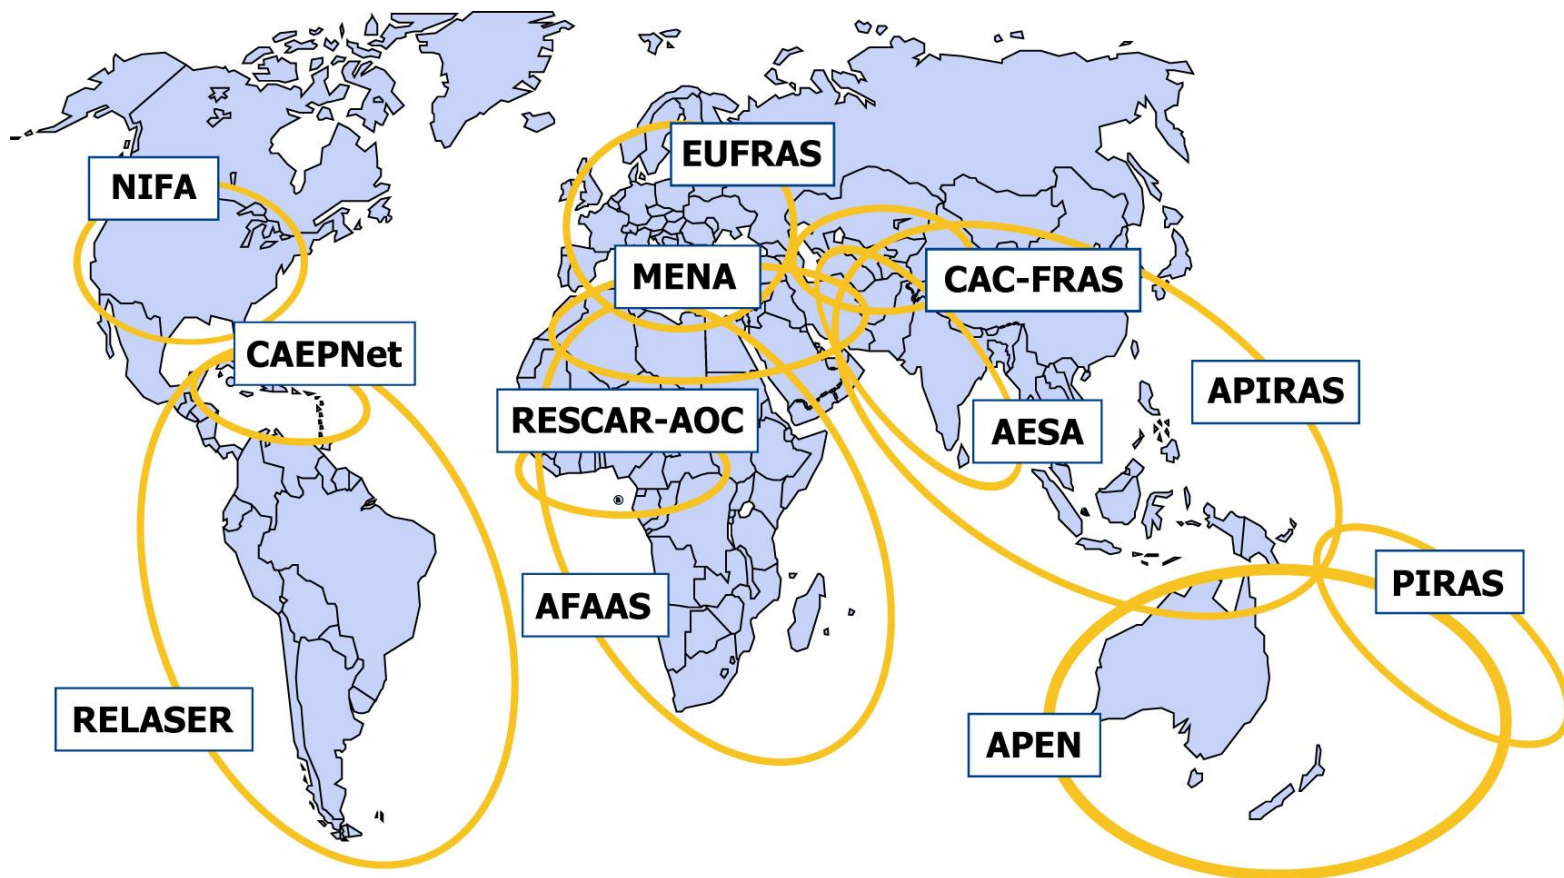 EUFRAS
NIFA
MENA
CAC-FRAS
CAEPNet
APIRAS
RESCAR-AOC
AESA
PIRAS
AFAAS
RELASER
APEN